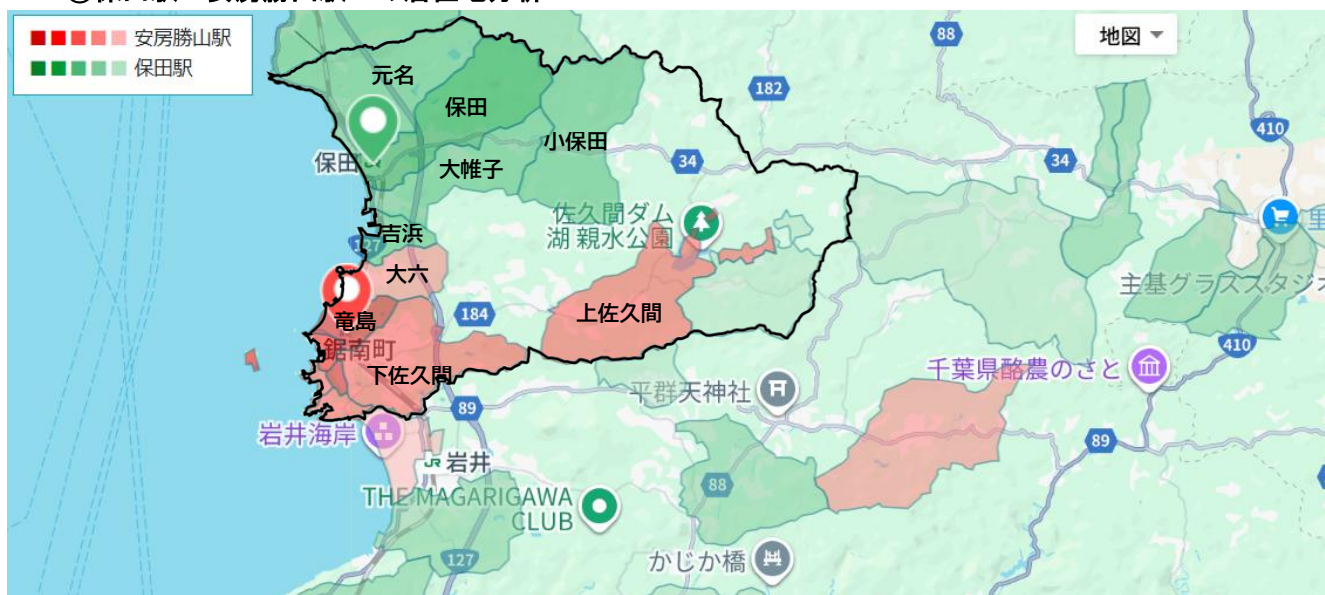 安房勝山駅
保田駅
地図
88
元名
182
保田
410
小保田
34
34
保田
大帷子
佐久間ダム
湖 親水公園
吉浜
127
大六
主基グラススタジオ
上佐久間
竜島
184
鋸南町
410
下佐久間
千葉県酪農のさと
平群天神社
89
岩井海岸
89
JR 岩井
88
THE MAGARIGAWA
CLUB
127
かじか橋